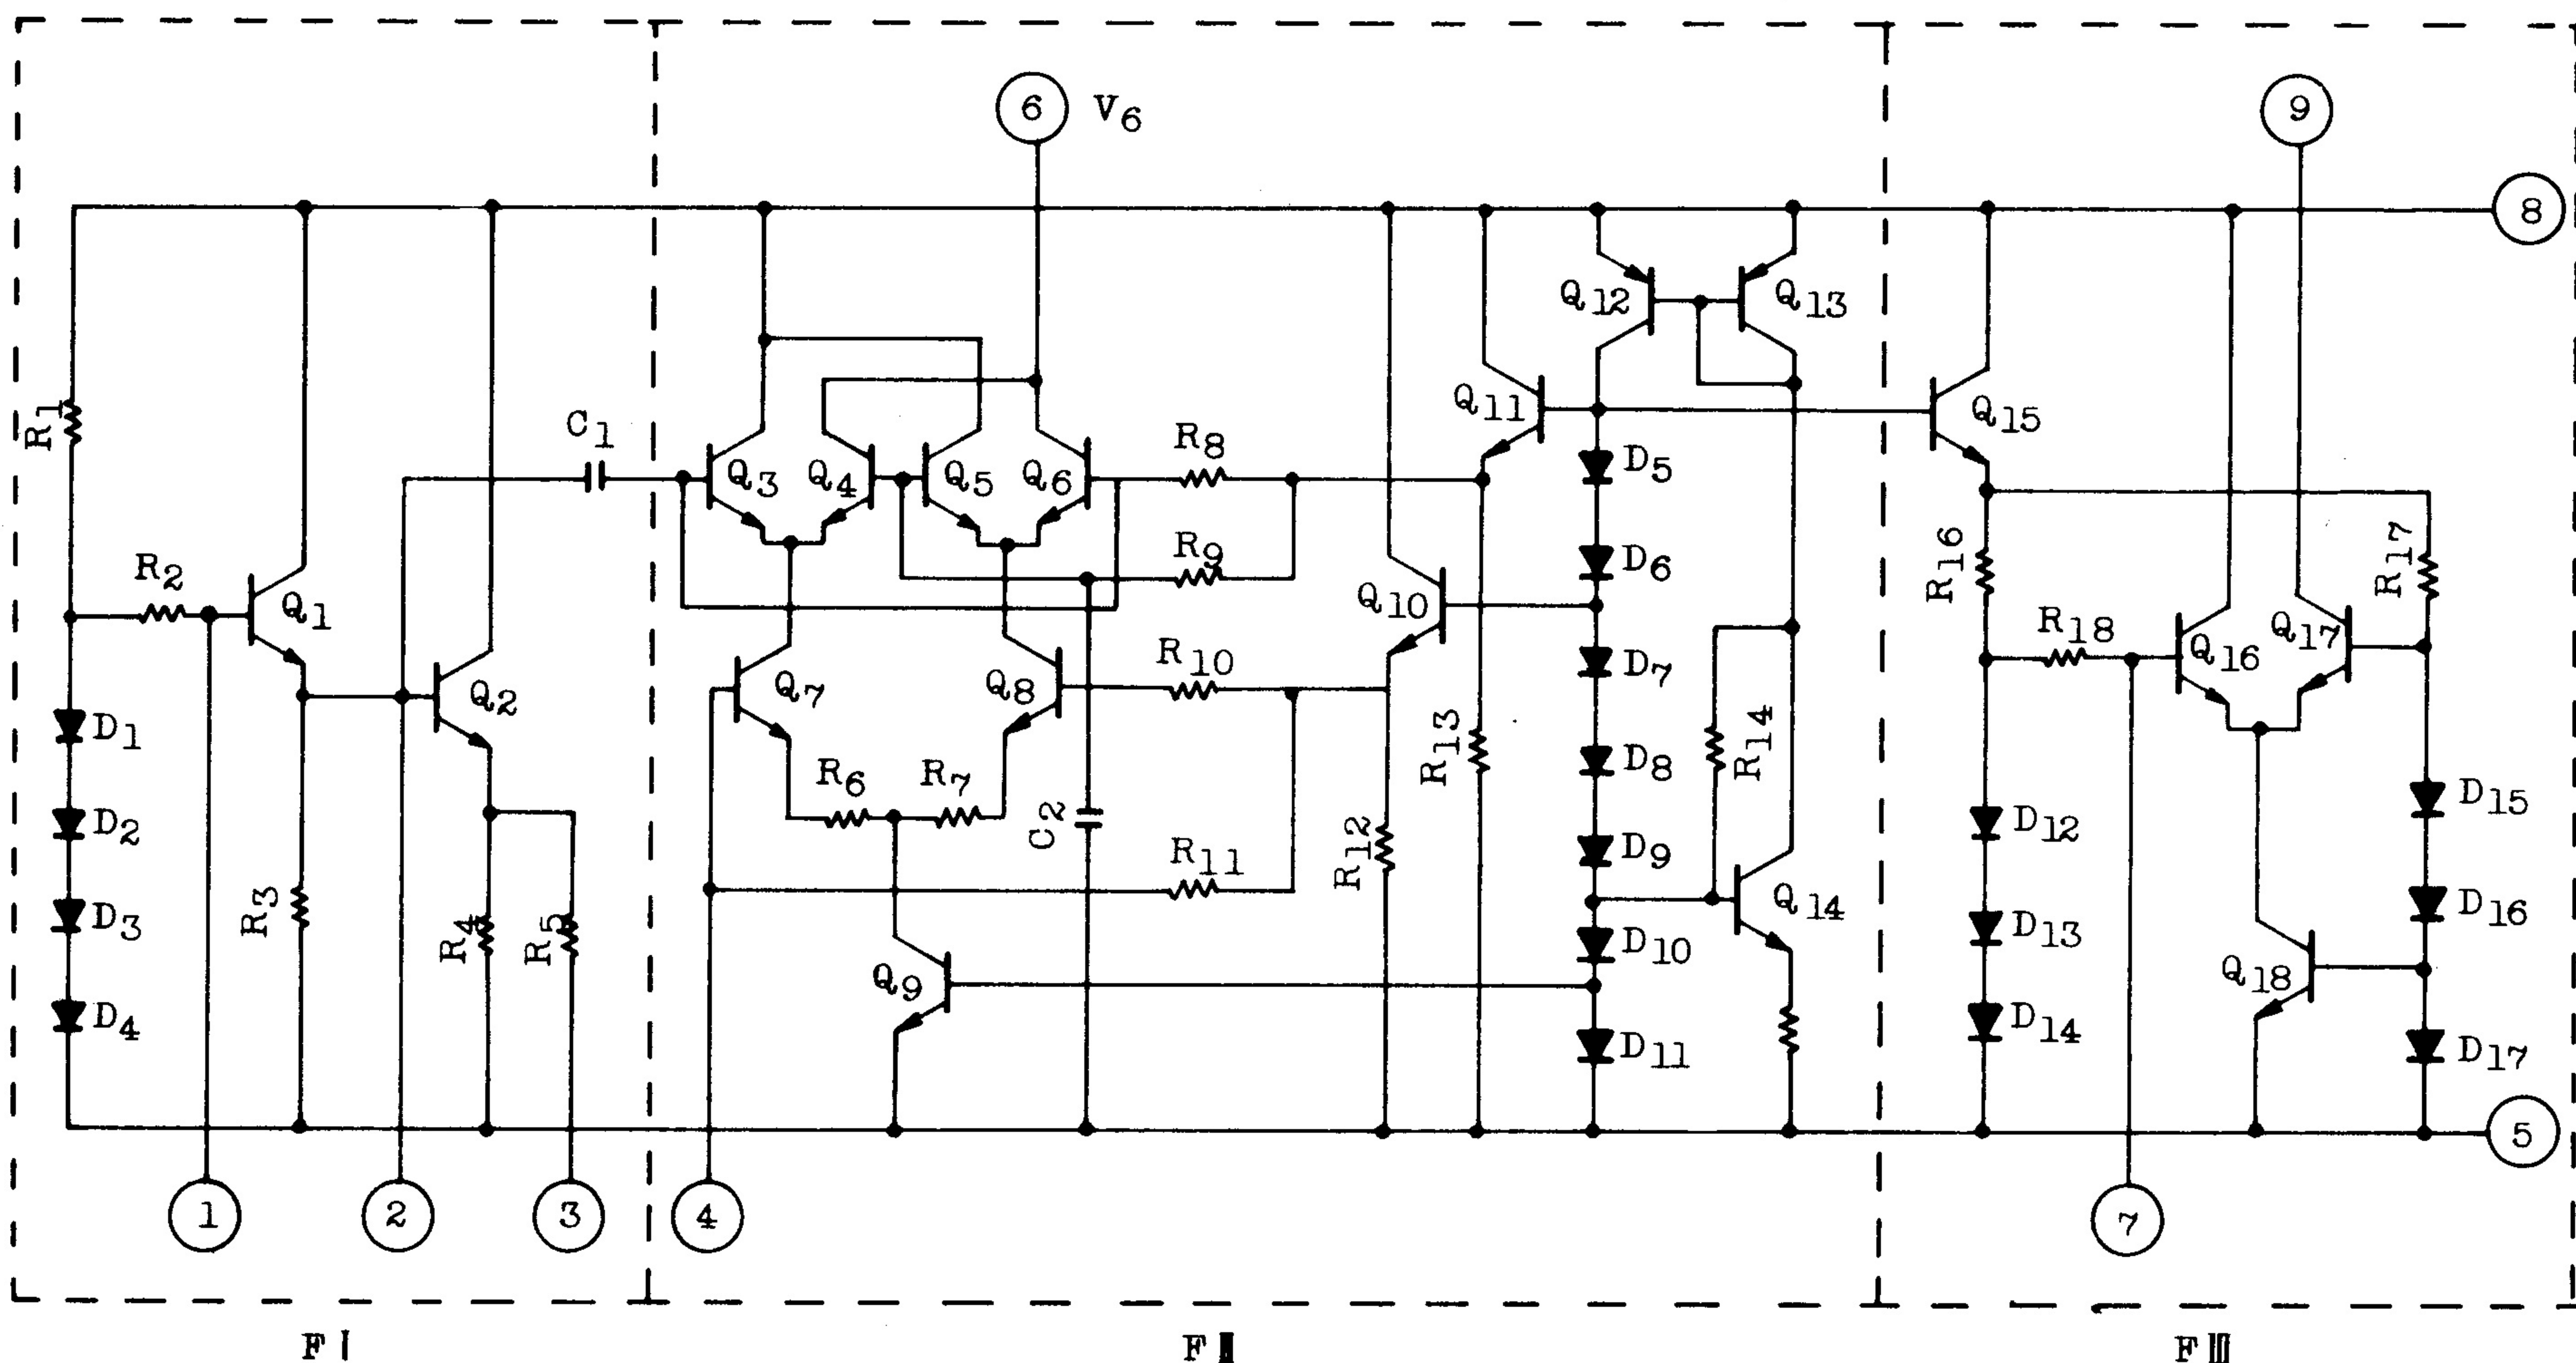 6 V6
9
8
Q12 Q13
R1
C1
Q11
Q15
R8
D5
Q3 Q4 Q5 Q6
R9
R16
R17
R2
D6
Q1
Q10
R18
Q16 Q17
R10
D7
Q2
Q7
Q8
D1
R13
R14
R6
R7
D8
D15
D2
C2
D12
R11
R12
D9
R3
D3
R4
R5
Q14
D16
D10
D13
Q9
Q18
D4
D11
D14
D17
5
1
2
3
4
7
F I
F II
F III